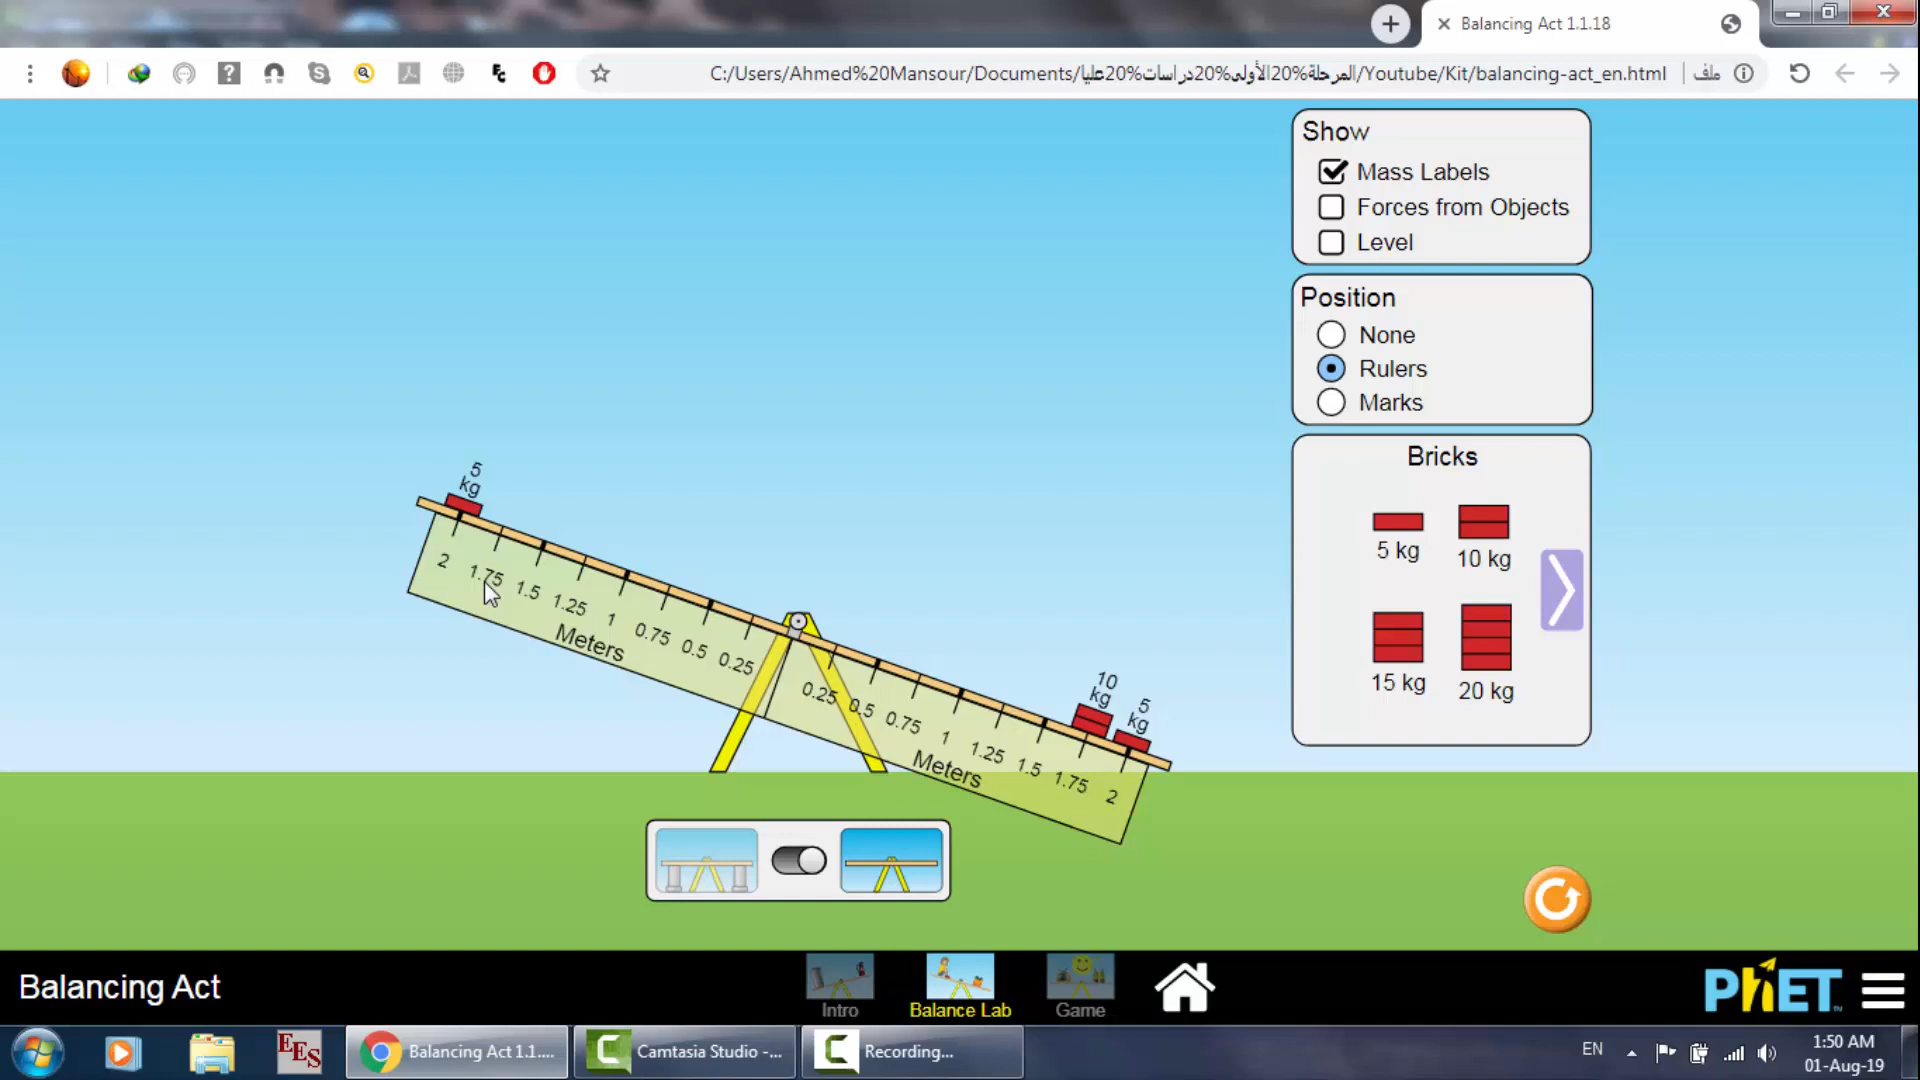 Balancing Act 1.1.18
C:/Users/Ahmed%20Mansour/Documents/المرحلة%20الأولى%20دراسات%20عليا/Youtube/Kit/balancing-act_en.html
ملف
Show
Mass Labels
Forces from Objects
Level
Position
None
Rulers
Marks
Bricks
5 kg
10 kg
15 kg
20 kg
5
kg
10
kg
5
kg
2 1.75 1.5 1.25 1 0.75 0.5 0.25
Meters
0.25 0.5 0.75 1 1.25 1.5 1.75 2
Meters
Balancing Act
Intro
Balance Lab
Game
PhET
EES
Balancing Act 1.1....
Camtasia Studio -...
Recording...
EN
1:50 AM
01-Aug-19